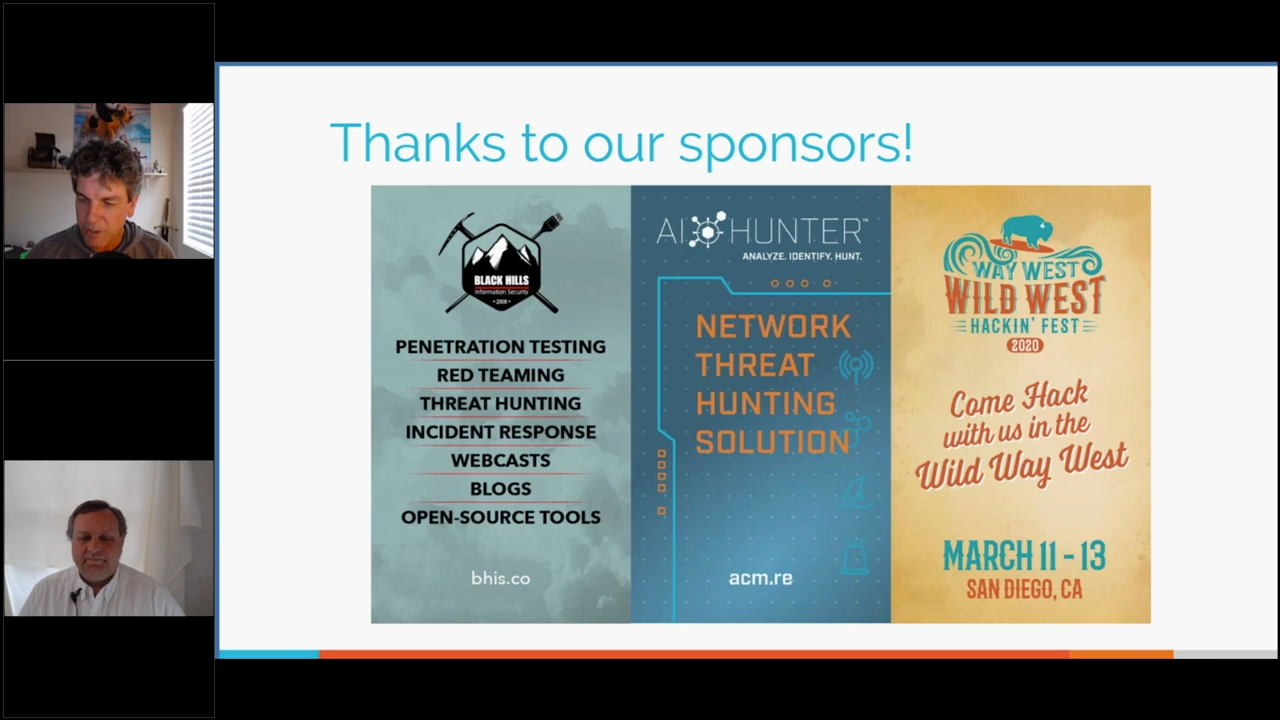 Thanks to our sponsors!
BLACK HILLS
Information Security
• 2008 •
PENETRATION TESTING
RED TEAMING
THREAT HUNTING
INCIDENT RESPONSE
WEBCASTS
BLOGS
OPEN-SOURCE TOOLS
bhis.co
AI HUNTER™
ANALYZE. IDENTIFY. HUNT.
NETWORK
THREAT
HUNTING
SOLUTION
acm.re
WAY WEST
WILD WEST
HACKIN' FEST
2020
Come Hack
with us in the
Wild Way West
MARCH 11 - 13
SAN DIEGO, CA